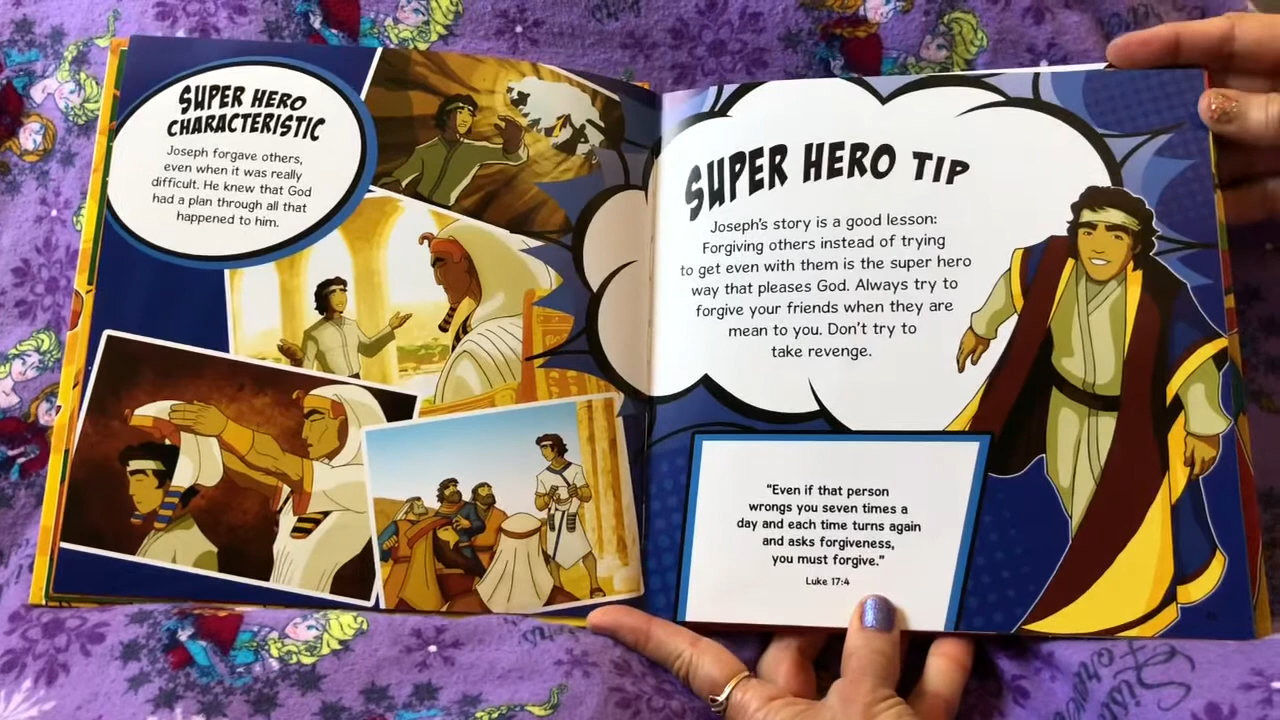 SUPER HERO
CHARACTERISTIC
Joseph forgave others,
even when it was really
difficult. He knew that God
had a plan through all that
happened to him.
SUPER HERO TIP
Joseph's story is a good lesson:
Forgiving others instead of trying
to get even with them is the super hero
way that pleases God. Always try to
forgive your friends when they are
mean to you. Don't try to
take revenge.
"Even if that person
wrongs you seven times a
day and each time turns again
and asks forgiveness,
you must forgive."
Luke 17:4